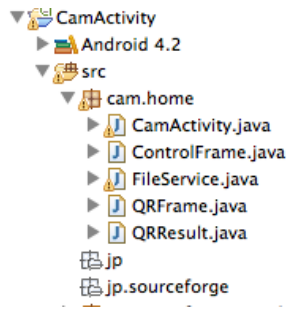 CamActivity
Android 4.2
src
cam.home
CamActivity.java
ControlFrame.java
FileService.java
QRFrame.java
QRResult.java
jp
jp.sourceforge